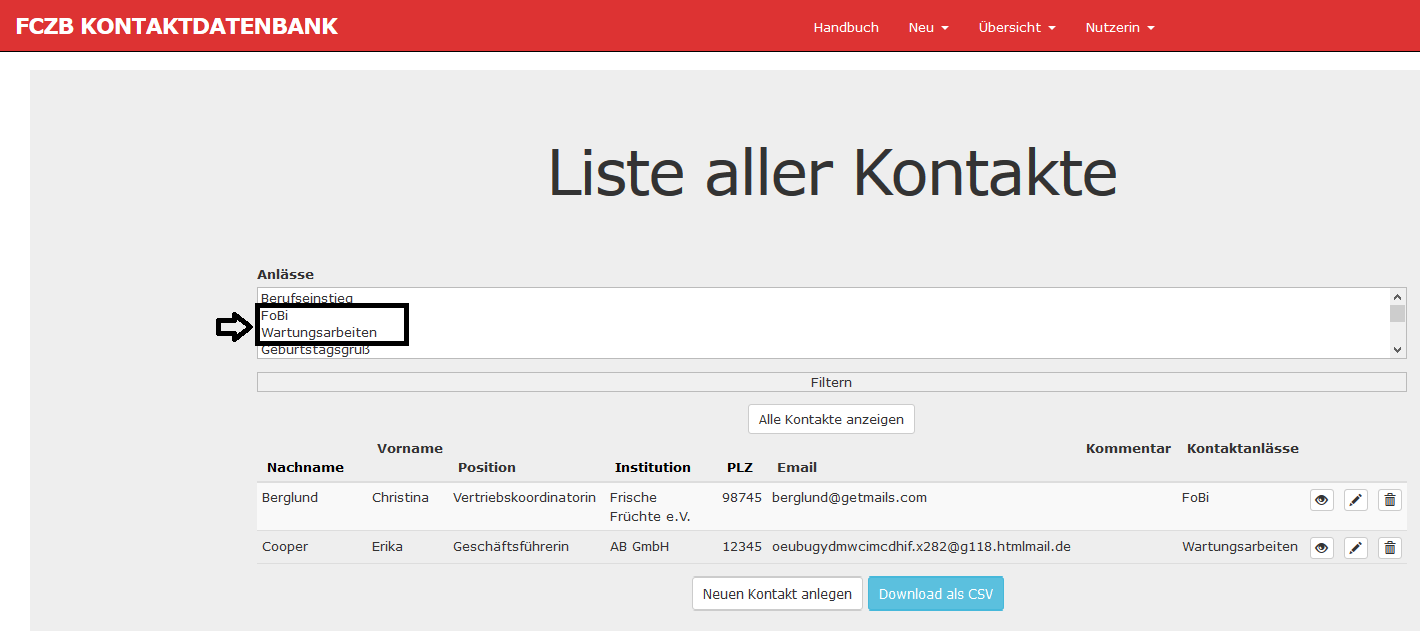 FCZB KONTAKTDATENBANK Handbuch Neu Übersicht Nutzerin
Liste aller Kontakte
Anlässe
Berufseinstieg
FoBi
Wartungsarbeiten
Geburtstagsgruß
Filtern
Alle Kontakte anzeigen
Nachname Vorname Position Institution PLZ Email Kommentar Kontaktanlässe
Berglund Christina Vertriebskoordinatorin Frische 98745 berglund@getmails.com FoBi
Früchte e.V.
Cooper Erika Geschäftsführerin AB GmbH 12345 oeubugydmwcimcdhif.x282@g118.htmlmail.de Wartungsarbeiten
Neuen Kontakt anlegen Download als CSV